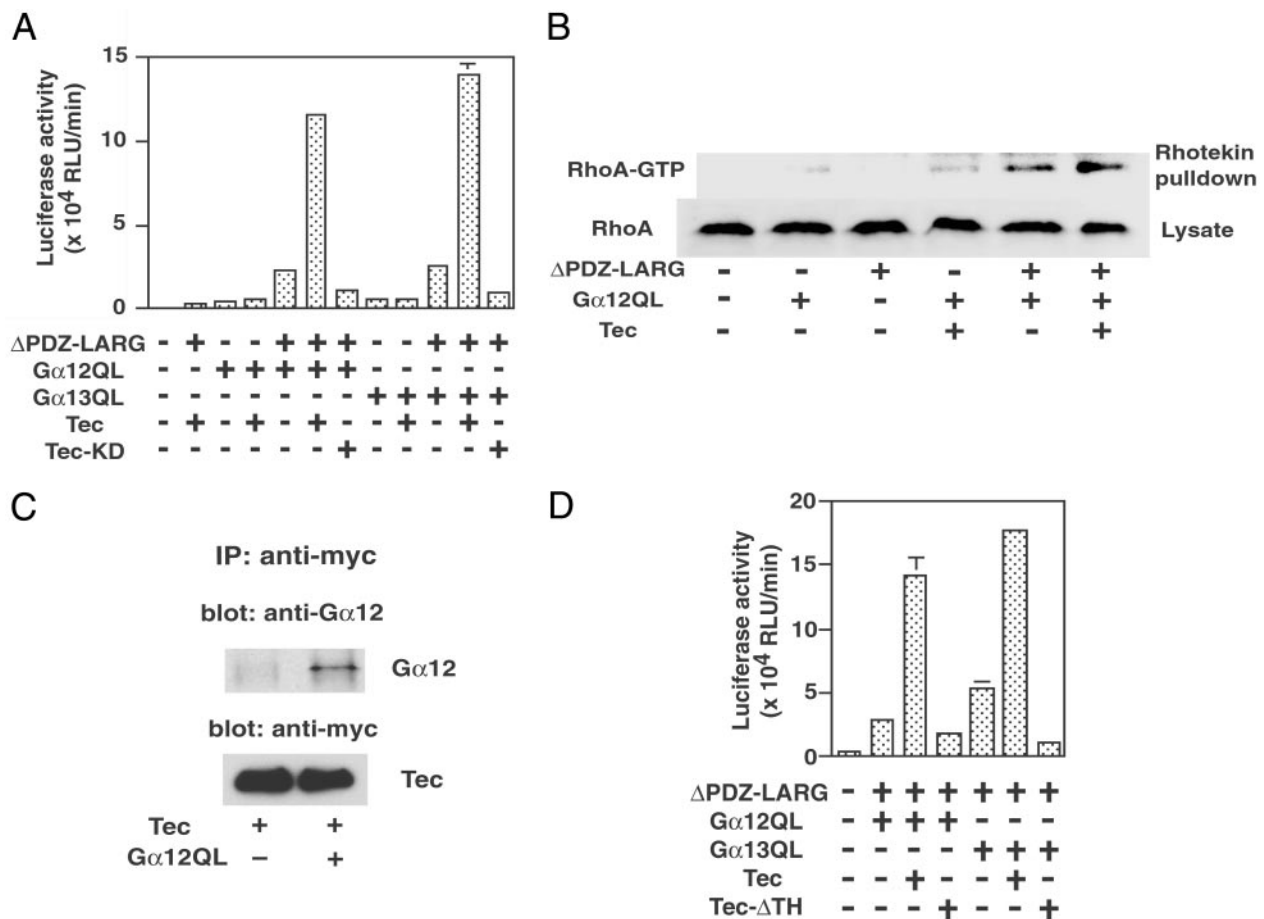 A
15
10
5
0
Luciferase activity
(x 10⁴ RLU/min)
ΔPDZ-LARG - + - - + + + - - + + +
Gα12QL - - + + + + + - - - - -
Gα13QL - - - - - - - + + + + +
Tec - + - + - + - - + - + -
Tec-KD - - - - - - + - - - - +
B
RhoA-GTP
Rhotekin
pulldown
RhoA
Lysate
ΔPDZ-LARG - - + - + +
Gα12QL - + - + + +
Tec - - - + - +
C
IP: anti-myc
blot: anti-Gα12
Gα12
blot: anti-myc
Tec
Tec + +
Gα12QL - +
D
20
15
10
5
0
Luciferase activity
(x 10⁴ RLU/min)
ΔPDZ-LARG - + + + + + +
Gα12QL - + + + - - -
Gα13QL - - - - + + +
Tec - - + - - + -
Tec-ΔTH - - - + - - +